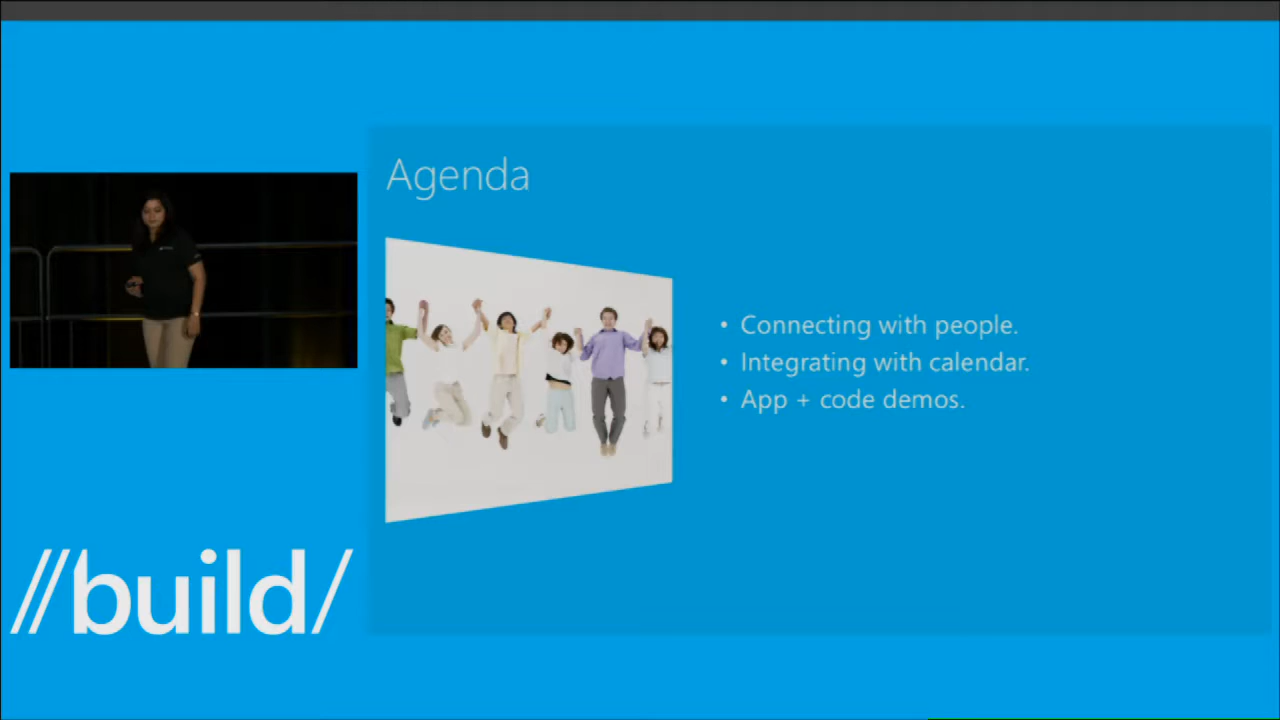 Agenda
• Connecting with people.
• Integrating with calendar.
• App + code demos.
//build/